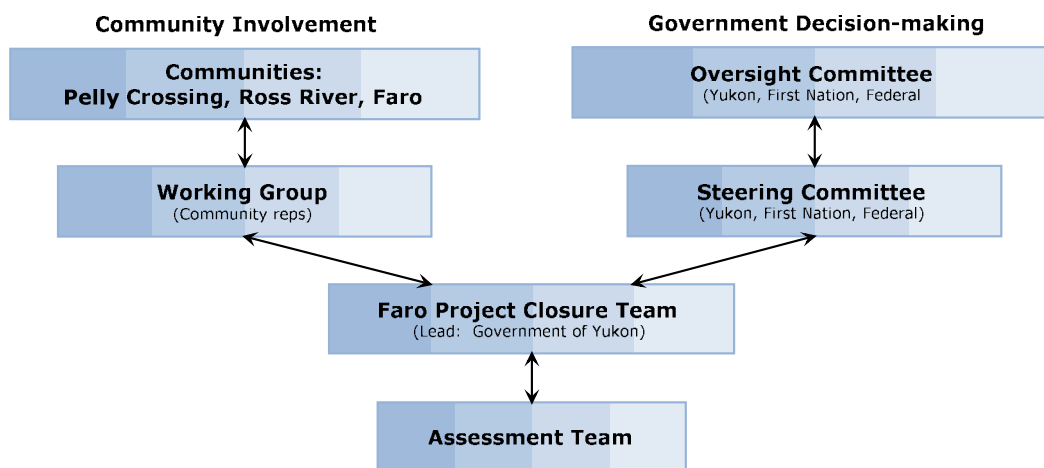 Community Involvement
Government Decision-making
Communities:
Pelly Crossing, Ross River, Faro
Oversight Committee
(Yukon, First Nation, Federal
Working Group
(Community reps)
Steering Committee
(Yukon, First Nation, Federal)
Faro Project Closure Team
(Lead:  Government of Yukon)
Assessment Team